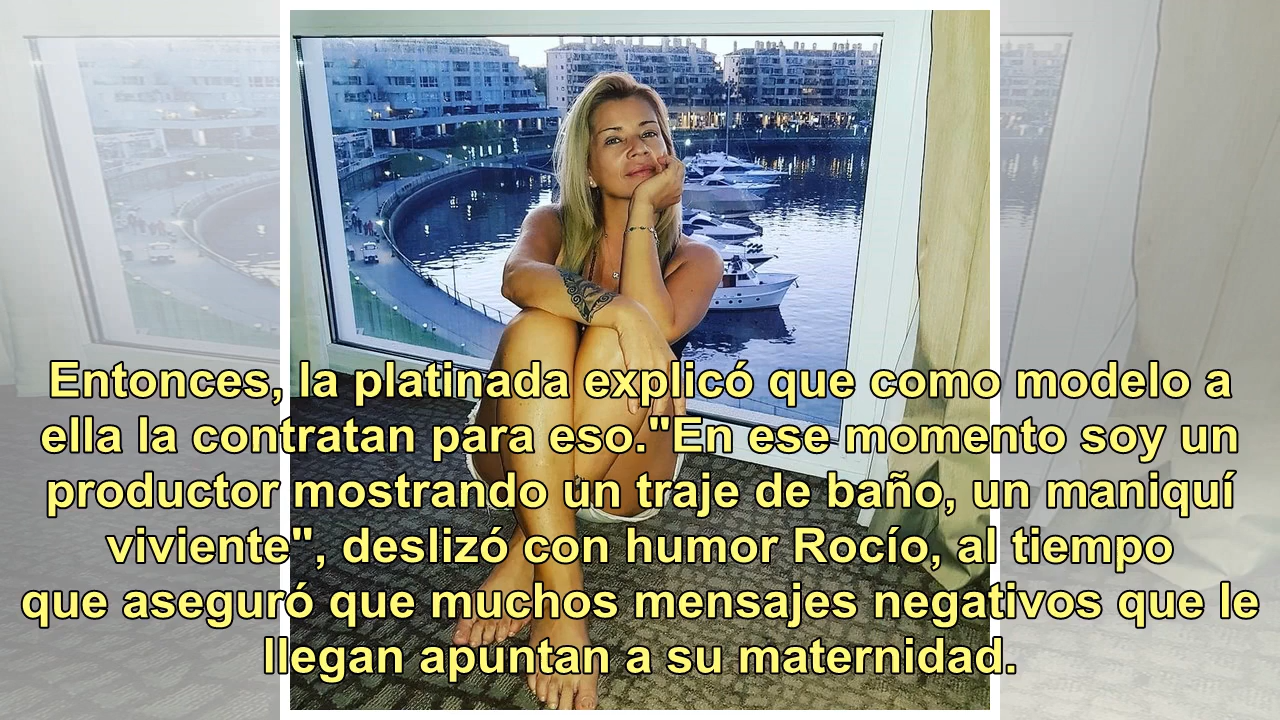 Entonces, la platinada explicó que como modelo a
ella la contratan para eso."En ese momento soy un
productor mostrando un traje de baño, un maniquí
viviente", deslizó con humor Rocío, al tiempo
que aseguró que muchos mensajes negativos que le
llegan apuntan a su maternidad.